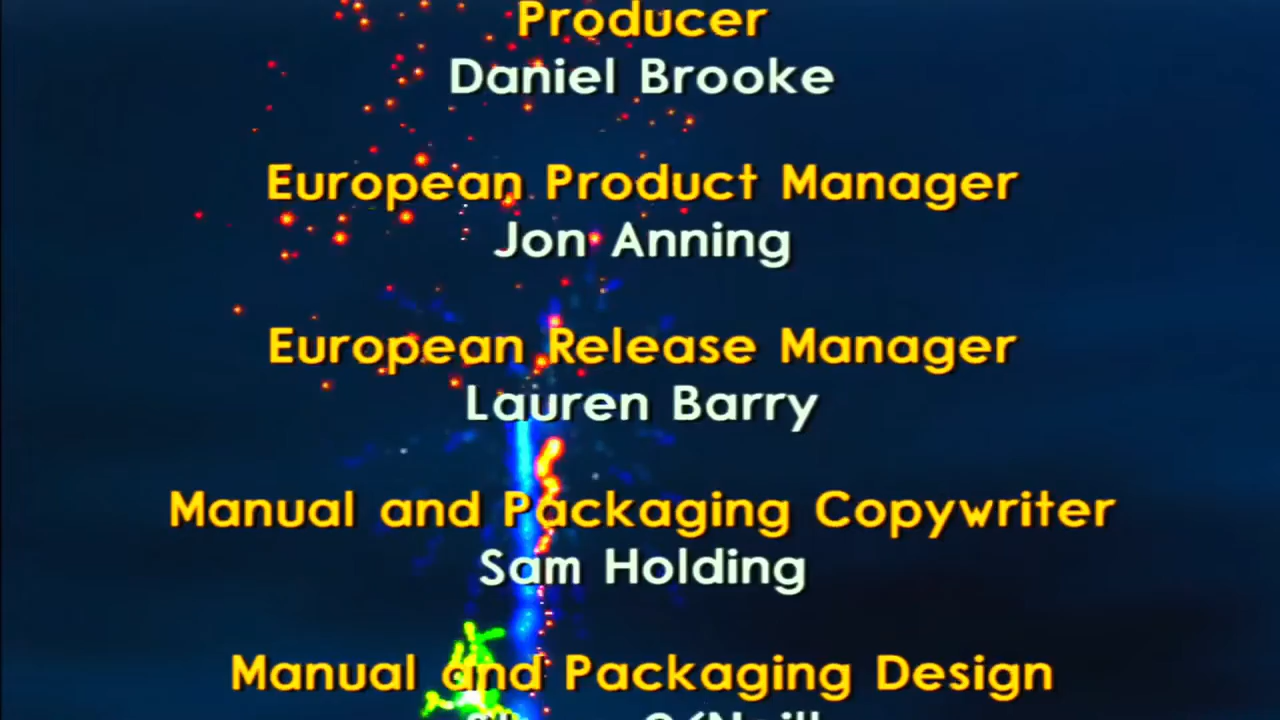 Producer
Daniel Brooke
European Product Manager
Jon Anning
European Release Manager
Lauren Barry
Manual and Packaging Copywriter
Sam Holding
Manual and Packaging Design